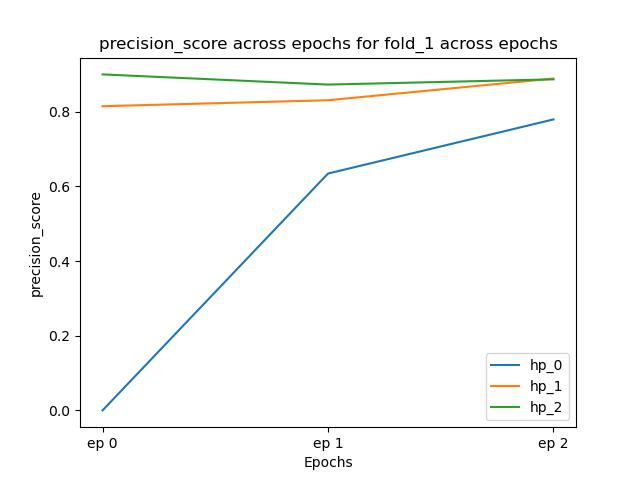 precision_score across epochs for fold_1 across epochs
precision_score
0.8
0.6
0.4
0.2
0.0
ep 0
ep 1
ep 2
Epochs
hp_0
hp_1
hp_2